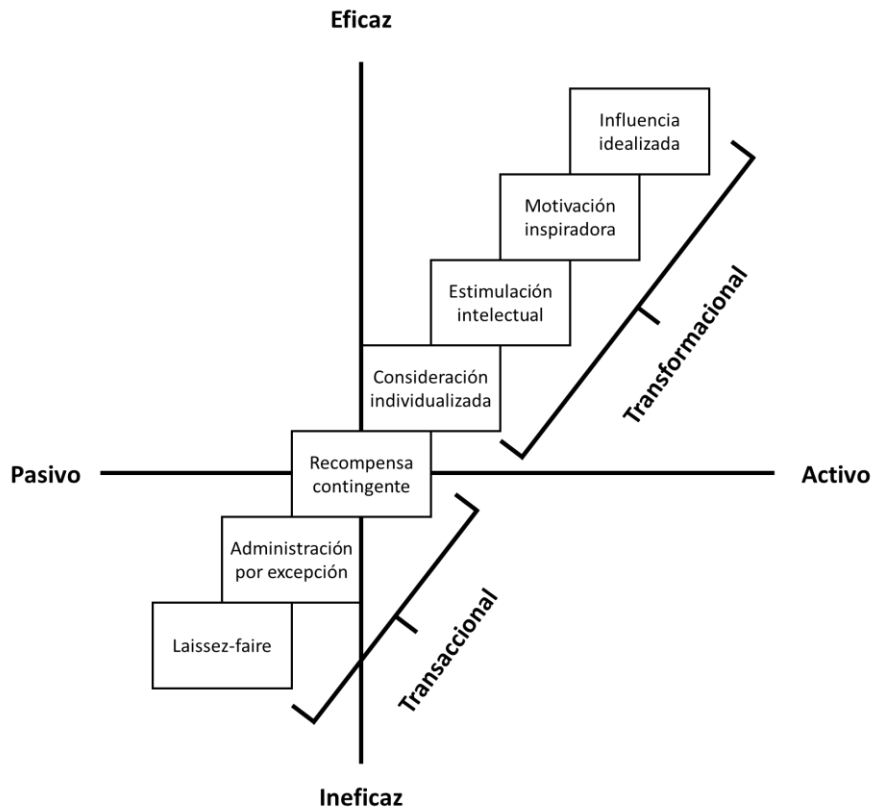 Eficaz
Influencia
idealizada
Motivación
inspiradora
Estimulación
intelectual
Consideración
individualizada
Transformacional
Pasivo
Recompensa
contingente
Activo
Administración
por excepción
Laissez-faire
Transaccional
Ineficaz